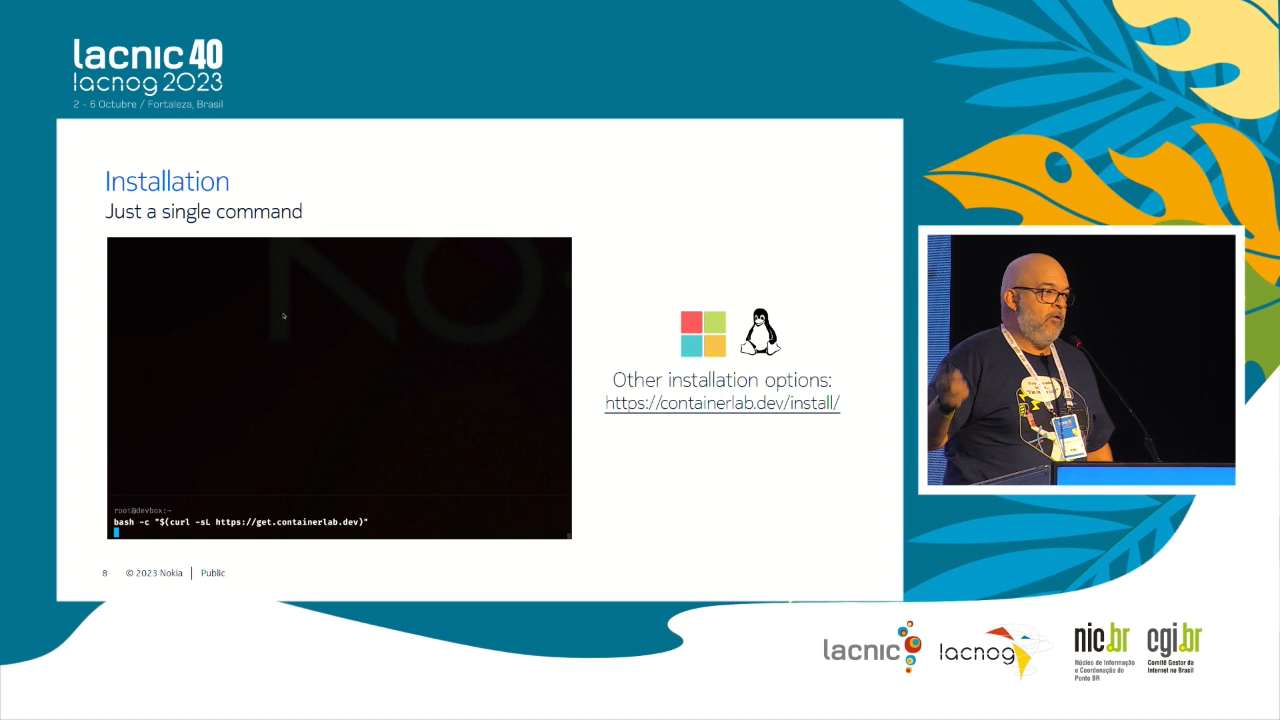 lacnic 40
lacnog 2023
2 - 6 Octubre / Fortaleza, Brasil
Installation
Just a single command
root@devbox:~
bash -c "$(curl -sL https://get.containerlab.dev)"
Other installation options:
https://containerlab.dev/install/
8 © 2023 Nokia | Public
lacnic
lacnog
nic.br
Núcleo de Informação
e Coordenação do
Ponto BR
cgi.br
Comitê Gestor da
Internet no Brasil